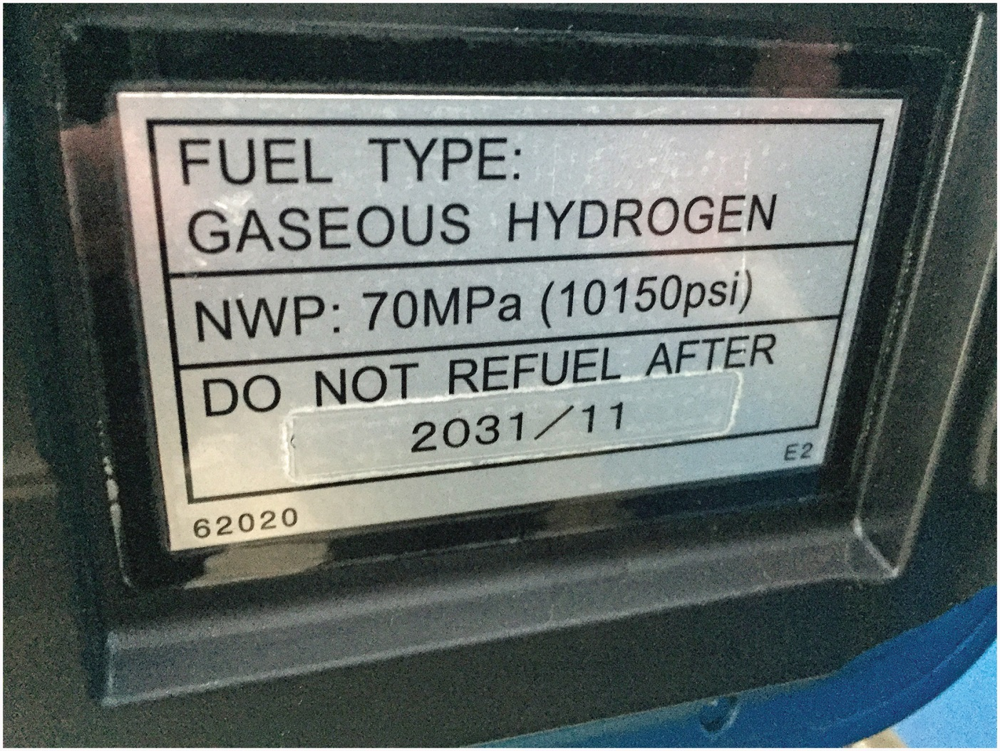 FUEL TYPE:
GASEOUS HYDROGEN
NWP: 70MPa (10150psi)
DO NOT REFUEL AFTER
2031/11
E2
62020